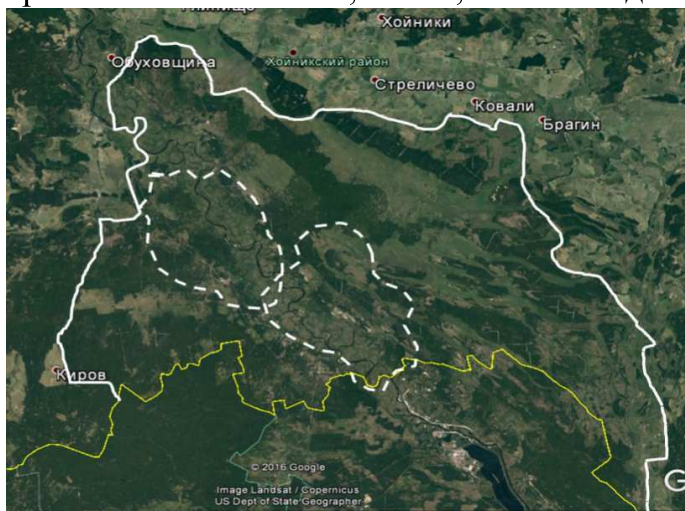 Хойники
Обуховщина
Хойникский район
Стреличево
Ковали
Брагин
Киров
© 2016 Google
Image Landsat / Copernicus
US Dept of State Geographer
G